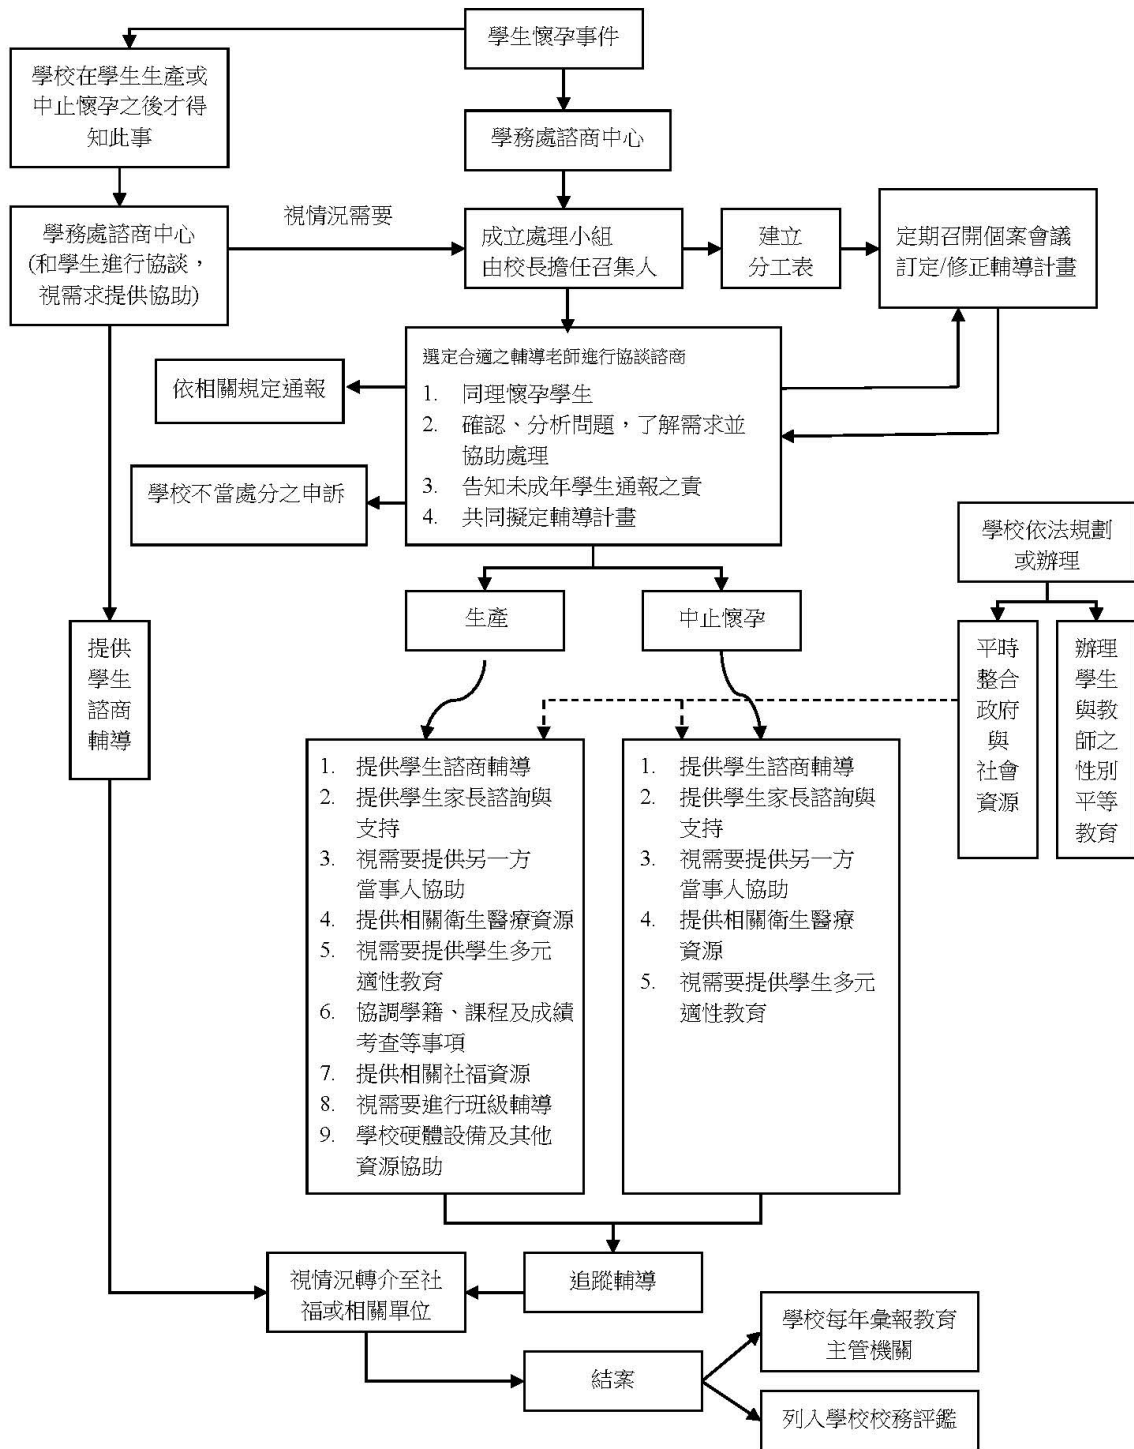 學生懷孕事件
學校在學生生產或
中止懷孕之後才得
知此事
學務處諮商中心
學務處諮商中心
(和學生進行協談，
視需求提供協助)
視情況需要
成立處理小組
由校長擔任召集人
建立
分工表
定期召開個案會議
訂定/修正輔導計畫
選定合適之輔導老師進行協談諮商
1. 同理懷孕學生
2. 確認、分析問題，了解需求並
協助處理
3. 告知未成年學生通報之責
4. 共同擬定輔導計畫
依相關規定通報
學校不當處分之申訴
學校依法規劃
或辦理
生產
中止懷孕
提供
學生
諮商
輔導
平時
整合
政府
與
社會
資源
辦理
學生
與教
師之
性別
平等
教育
1. 提供學生諮商輔導
2. 提供學生家長諮詢與
支持
3. 視需要提供另一方
當事人協助
4. 提供相關衛生醫療資源
5. 視需要提供學生多元
適性教育
6. 協調學籍、課程及成績
考查等事項
7. 提供相關社福資源
8. 視需要進行班級輔導
9. 學校硬體設備及其他
資源協助
1. 提供學生諮商輔導
2. 提供學生家長諮詢與
支持
3. 視需要提供另一方
當事人協助
4. 提供相關衛生醫療
資源
5. 視需要提供學生多元
適性教育
視情況轉介至社
福或相關單位
追蹤輔導
結案
學校每年彙報教育
主管機關
列入學校校務評鑑